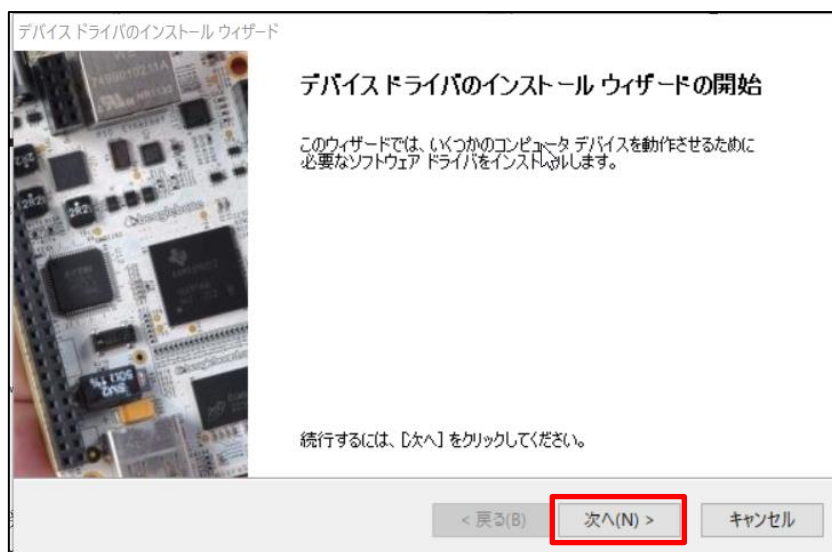 デバイス ドライバのインストール ウィザード
デバイス ドライバのインストール ウィザードの開始
このウィザードでは、いくつかのコンピュータ デバイスを動作させるために
必要なソフトウェア ドライバをインストールします。
続行するには、[次へ] をクリックしてください。
< 戻る(B)
次へ(N) >
キャンセル
beaglebone
2R2
50Ω 1%